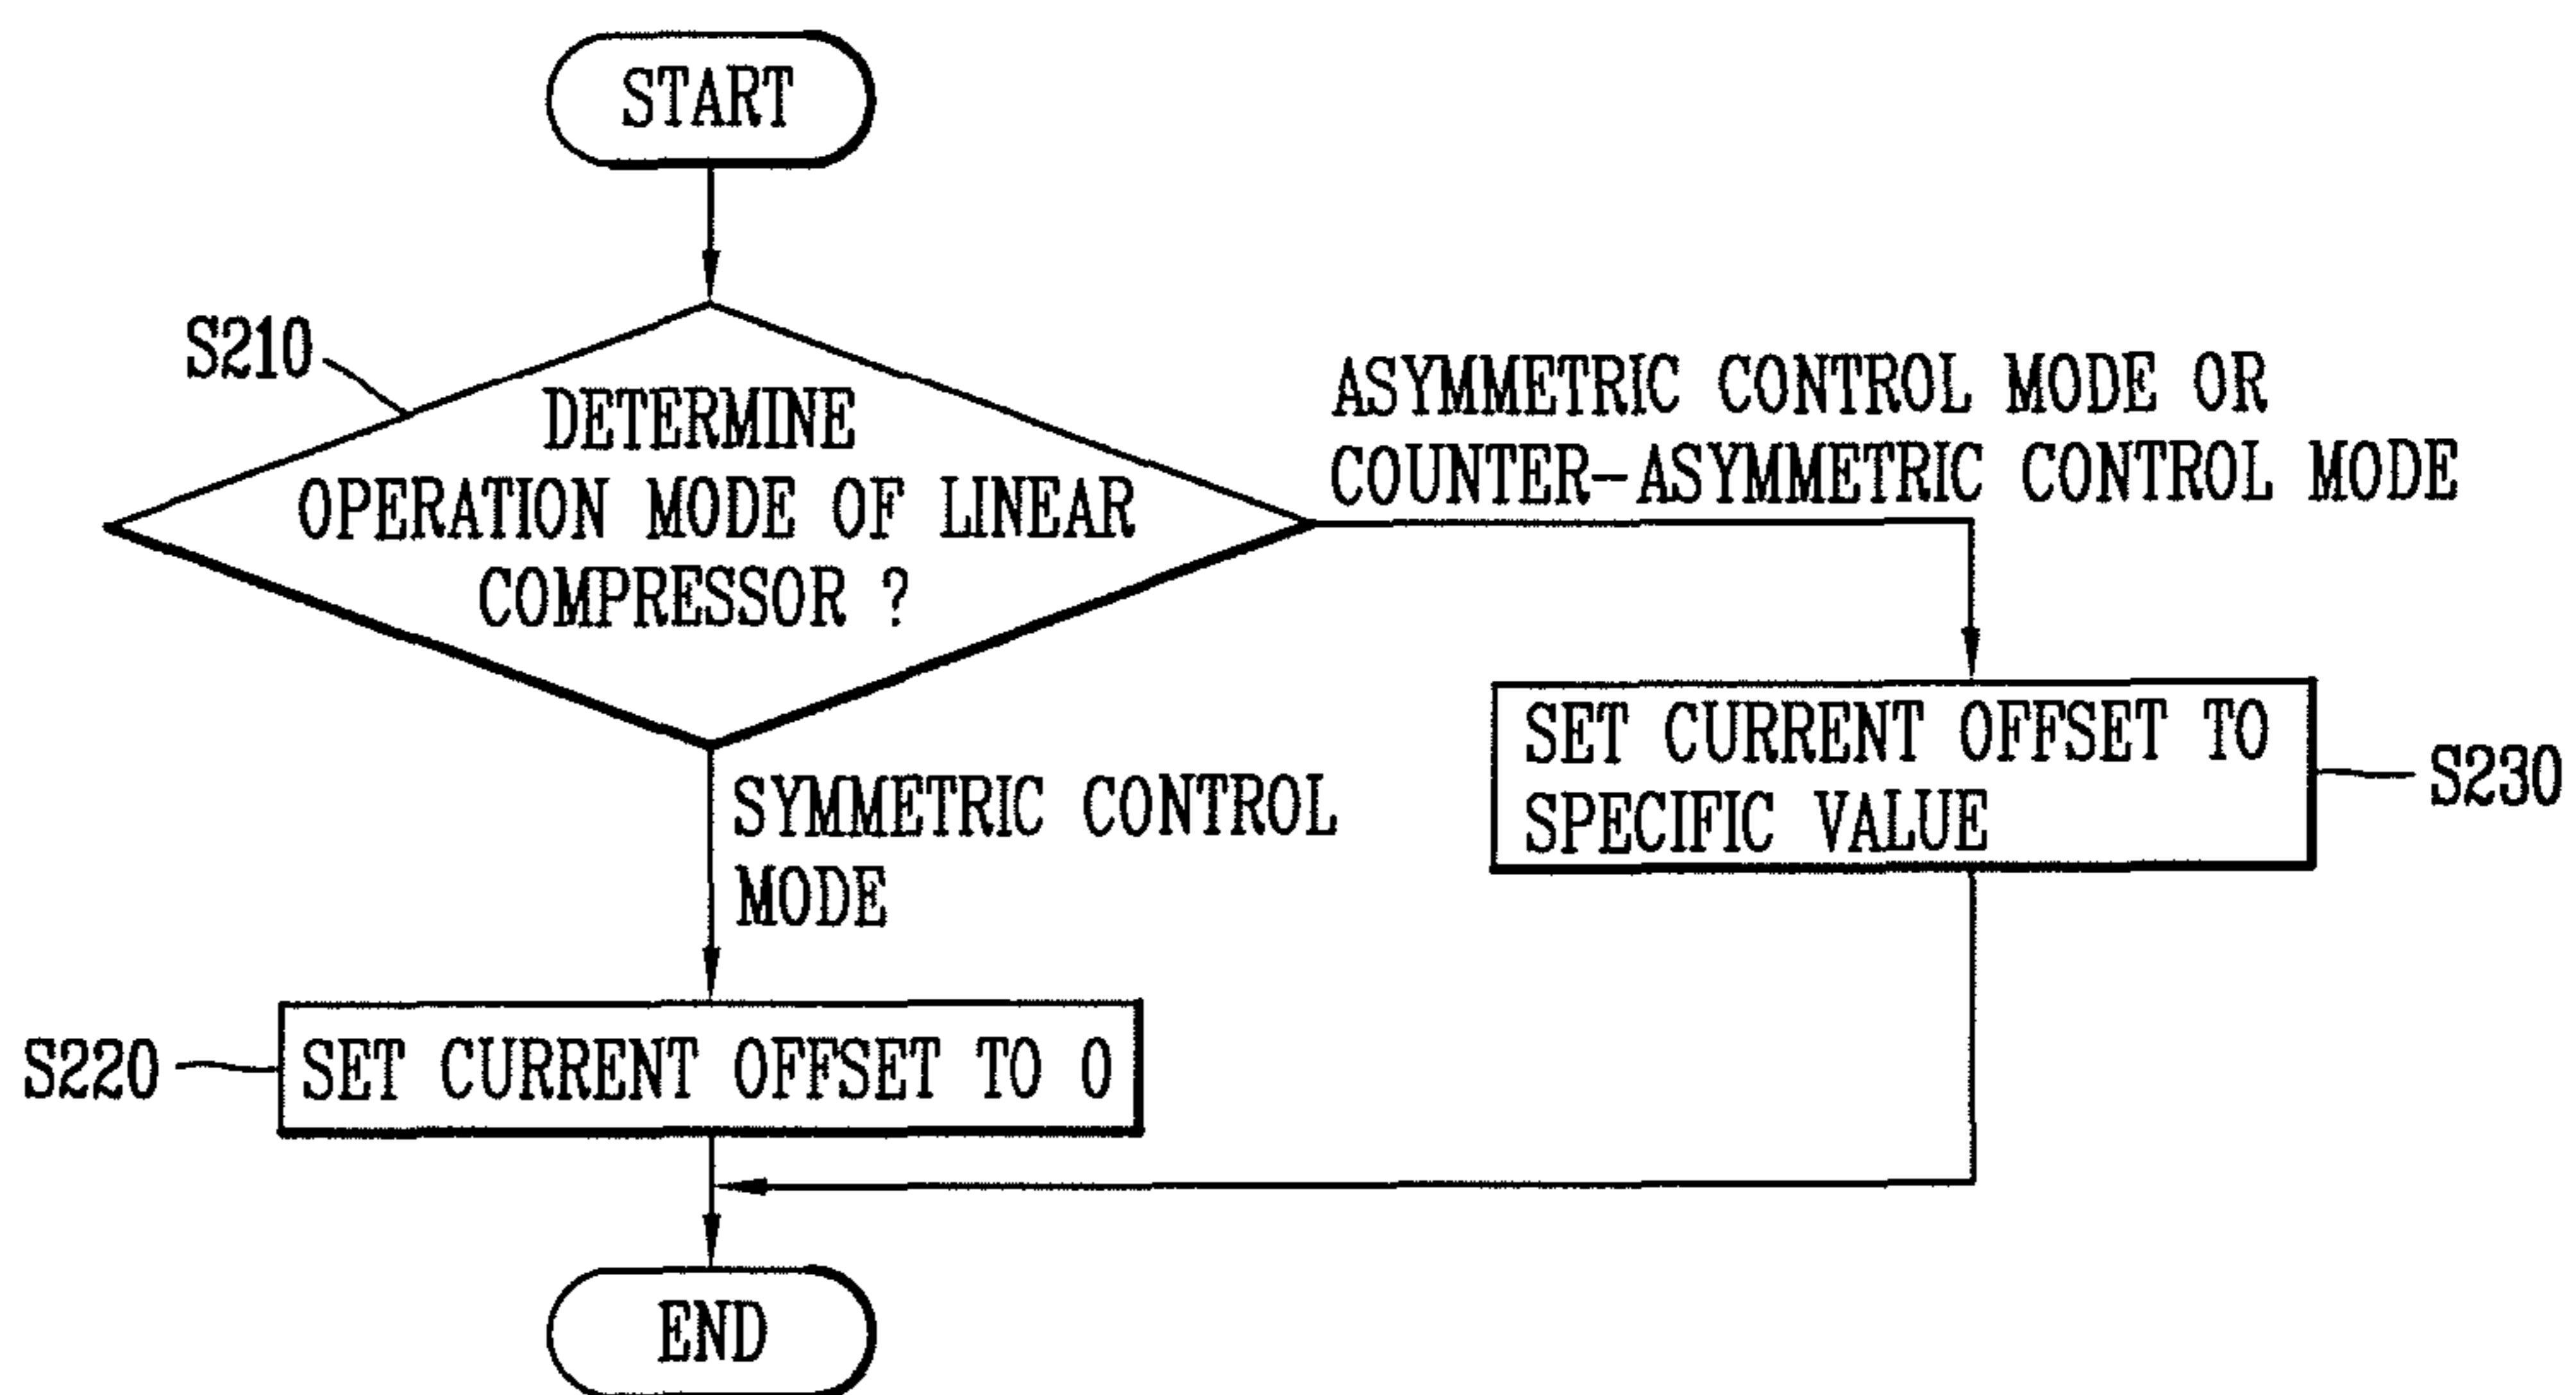 START
S210
DETERMINE
OPERATION MODE OF LINEAR
COMPRESSOR ?
ASYMMETRIC CONTROL MODE OR
COUNTER-ASYMMETRIC CONTROL MODE
SET CURRENT OFFSET TO
SPECIFIC VALUE
S230
SYMMETRIC CONTROL
MODE
S220
SET CURRENT OFFSET TO 0
END